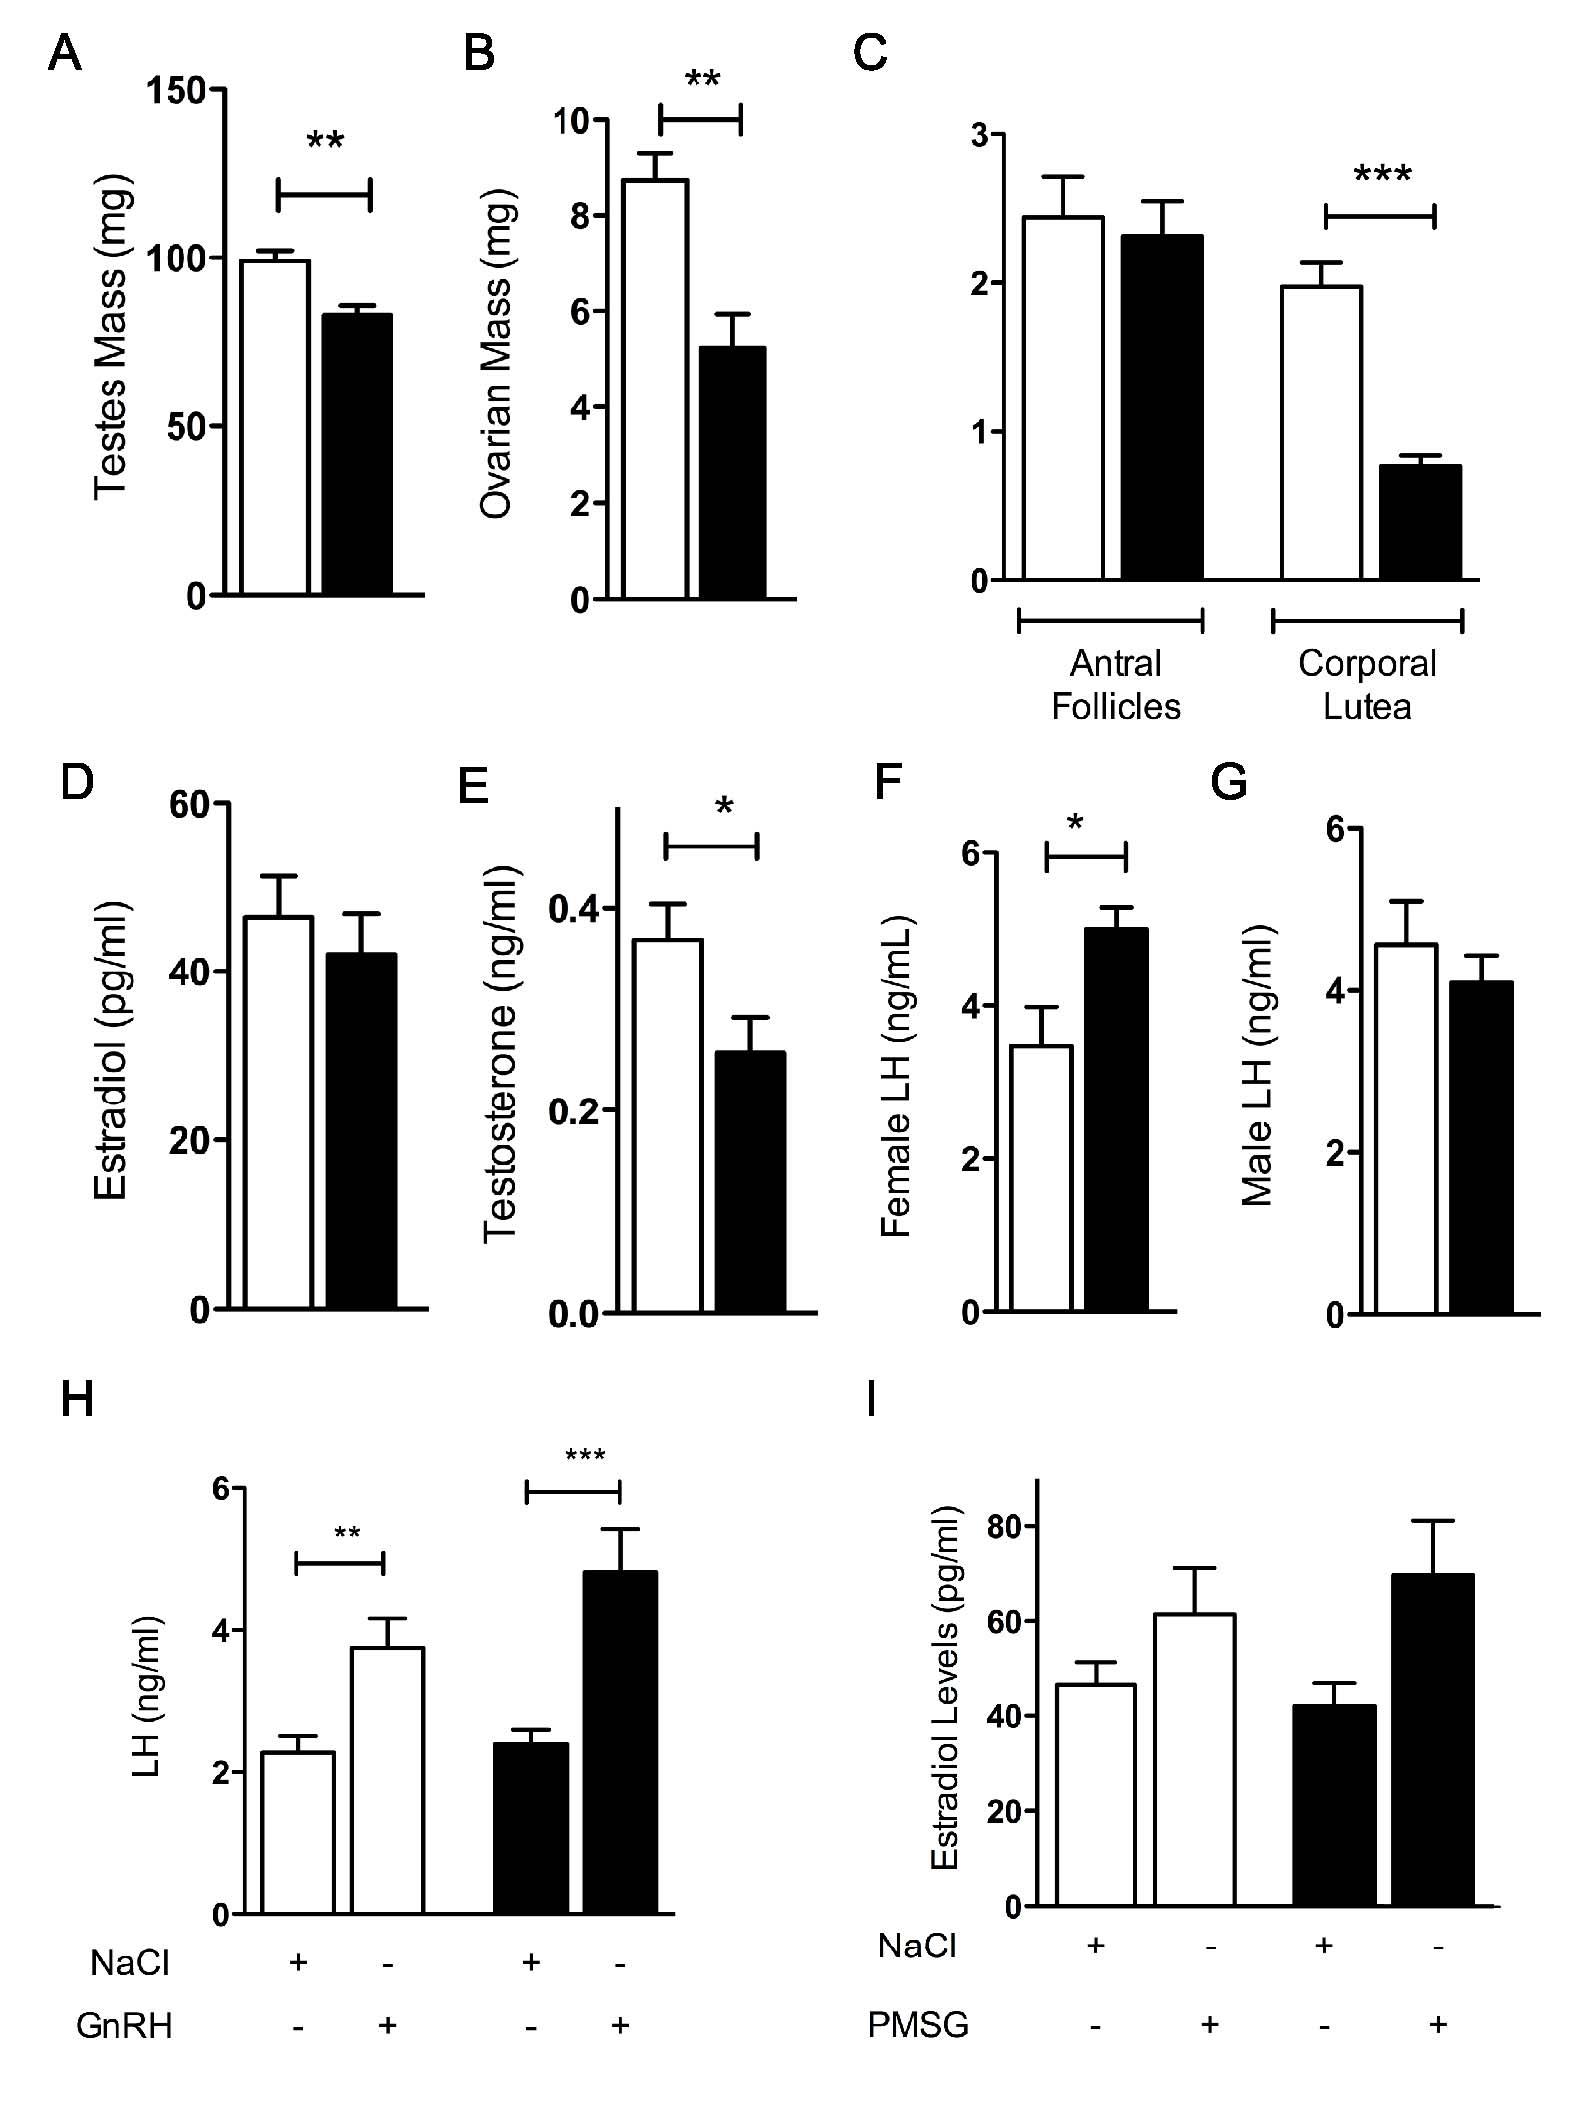 A
B
C
150
100
50
0
Testes Mass (mg)
**
10
8
6
4
2
0
Ovarian Mass (mg)
**
3
2
1
0
***
Antral
Follicles
Corporal
Lutea
D
E
F
G
60
40
20
0
Estradiol (pg/ml)
0.4
0.2
0.0
Testosterone (ng/ml)
*
6
4
2
0
Female LH (ng/mL)
*
6
4
2
0
Male LH (ng/ml)
H
I
6
4
2
0
LH (ng/ml)
**
***
NaCl + - + -
GnRH - + - +
80
60
40
20
0
Estradiol Levels (pg/ml)
NaCl + - + -
PMSG - + - +